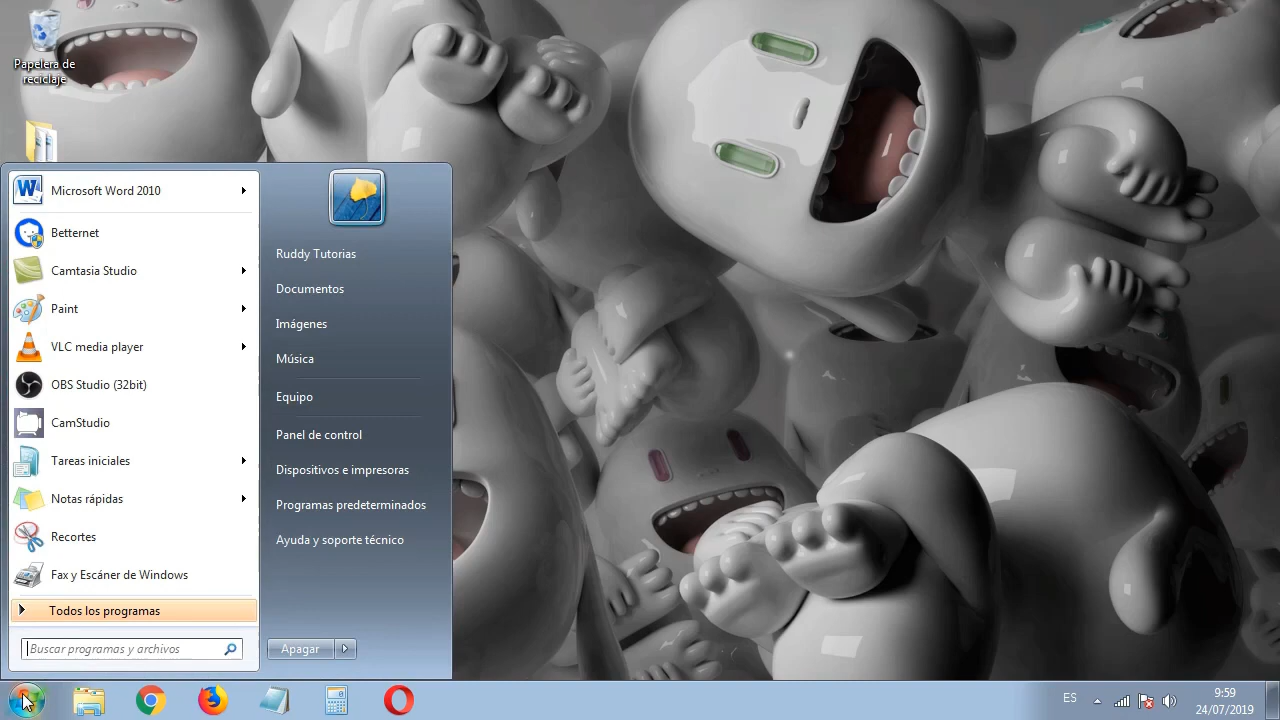 Papelera de
reciclaje
Microsoft Word 2010
Betternet
Camtasia Studio
Paint
VLC media player
OBS Studio (32bit)
CamStudio
Tareas iniciales
Notas rápidas
Recortes
Fax y Escáner de Windows
Todos los programas
Buscar programas y archivos
Ruddy Tutorias
Documentos
Imágenes
Música
Equipo
Panel de control
Dispositivos e impresoras
Programas predeterminados
Ayuda y soporte técnico
Apagar
ES
9:59
24/07/2019